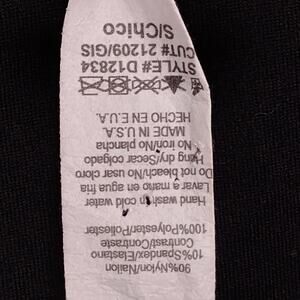 90%Nylon/Nailon
10%Spandex/Elastano
Contrast/Contraste
100%Polyester/Poliester
Hand wash in cold water
Lavar a mano en agua fria
Do not bleach/No usar cloro
Hang dry/Secar colgado
No iron/No plancha
MADE IN U.S.A.
HECHO EN E.U.A.
STYLE# D12834
CUT# 21209/GIS
S/Chico